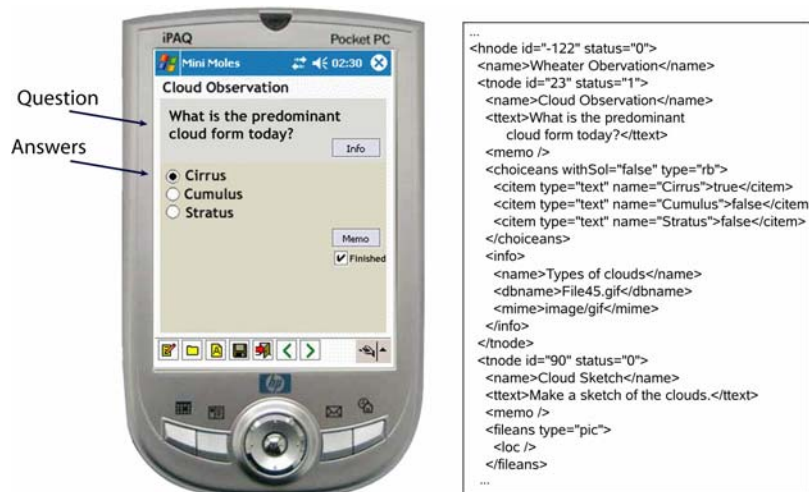 iPAQ
Pocket PC
Mini Moles
02:30
Cloud Observation
Question
What is the predominant
cloud form today?
Info
Answers
Cirrus
Cumulus
Stratus
Memo
Finished
hp
...
<hnode id="-122" status="0">
<name>Wheater Obervation</name>
<tnode id="23" status="1">
<name>Cloud Observation</name>
<ttext>What is the predominant
cloud form today?</ttext>
<memo />
<choiceans withSol="false" type="rb">
<citem type="text" name="Cirrus">true</citem>
<citem type="text" name="Cumulus">false</citem
<citem type="text" name="Stratus">false</citem>
</choiceans>
<info>
<name>Types of clouds</name>
<dbname>File45.gif</dbname>
<mime>image/gif</mime>
</info>
</tnode>
<tnode id="90" status="0">
<name>Cloud Sketch</name>
<ttext>Make a sketch of the clouds.</ttext>
<memo />
<fileans type="pic">
<loc />
</fileans>
...